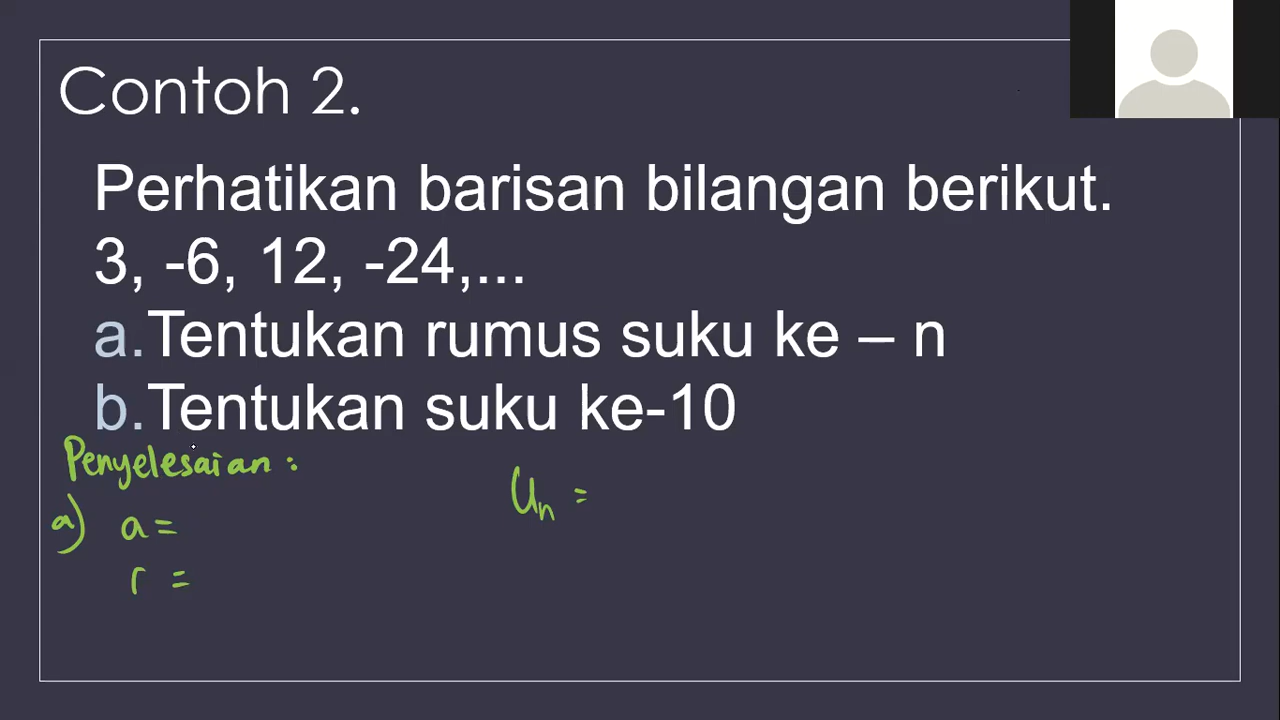 Contoh 2.
Perhatikan barisan bilangan berikut.
3, -6, 12, -24,...
a.Tentukan rumus suku ke – n
b.Tentukan suku ke-10
Penyelesaian :
a) a =
Un =
r =